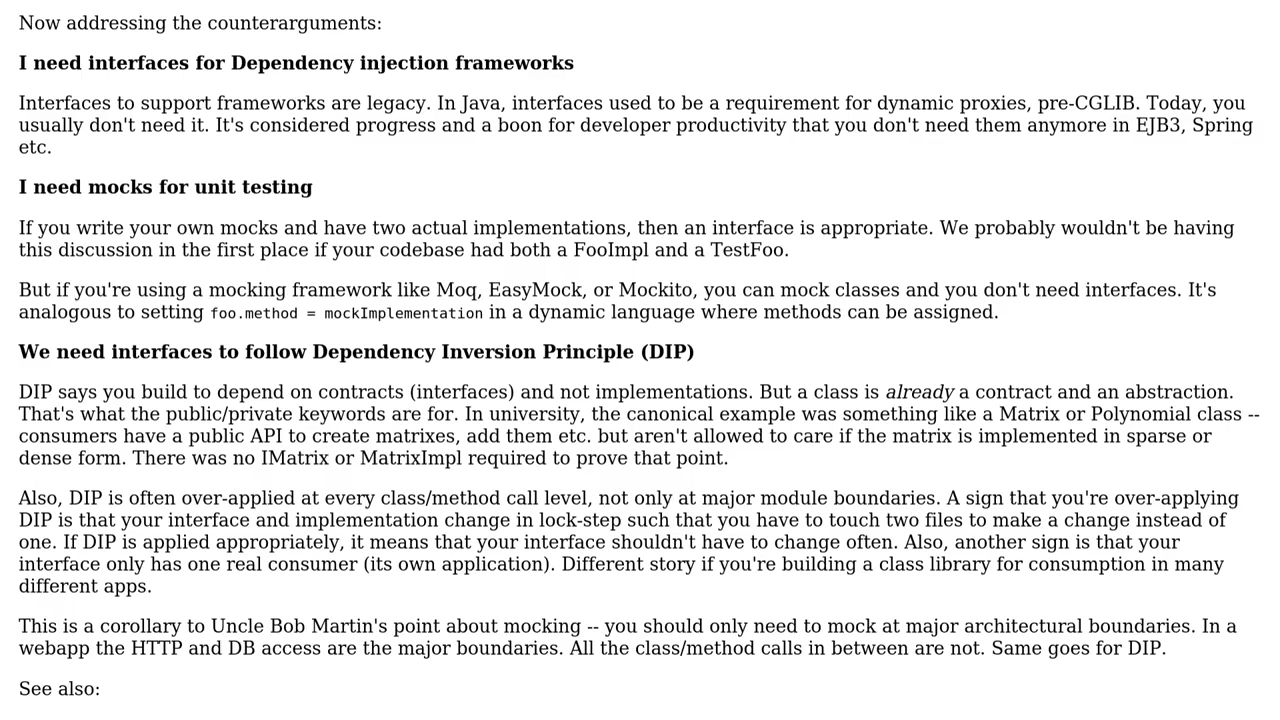 Now addressing the counterarguments:
I need interfaces for Dependency injection frameworks
Interfaces to support frameworks are legacy. In Java, interfaces used to be a requirement for dynamic proxies, pre-CGLIB. Today, you
usually don't need it. It's considered progress and a boon for developer productivity that you don't need them anymore in EJB3, Spring
etc.
I need mocks for unit testing
If you write your own mocks and have two actual implementations, then an interface is appropriate. We probably wouldn't be having
this discussion in the first place if your codebase had both a FooImpl and a TestFoo.
But if you're using a mocking framework like Moq, EasyMock, or Mockito, you can mock classes and you don't need interfaces. It's
analogous to setting foo.method = mockImplementation in a dynamic language where methods can be assigned.
We need interfaces to follow Dependency Inversion Principle (DIP)
DIP says you build to depend on contracts (interfaces) and not implementations. But a class is already a contract and an abstraction.
That's what the public/private keywords are for. In university, the canonical example was something like a Matrix or Polynomial class --
consumers have a public API to create matrixes, add them etc. but aren't allowed to care if the matrix is implemented in sparse or
dense form. There was no IMatrix or MatrixImpl required to prove that point.
Also, DIP is often over-applied at every class/method call level, not only at major module boundaries. A sign that you're over-applying
DIP is that your interface and implementation change in lock-step such that you have to touch two files to make a change instead of
one. If DIP is applied appropriately, it means that your interface shouldn't have to change often. Also, another sign is that your
interface only has one real consumer (its own application). Different story if you're building a class library for consumption in many
different apps.
This is a corollary to Uncle Bob Martin's point about mocking -- you should only need to mock at major architectural boundaries. In a
webapp the HTTP and DB access are the major boundaries. All the class/method calls in between are not. Same goes for DIP.
See also: